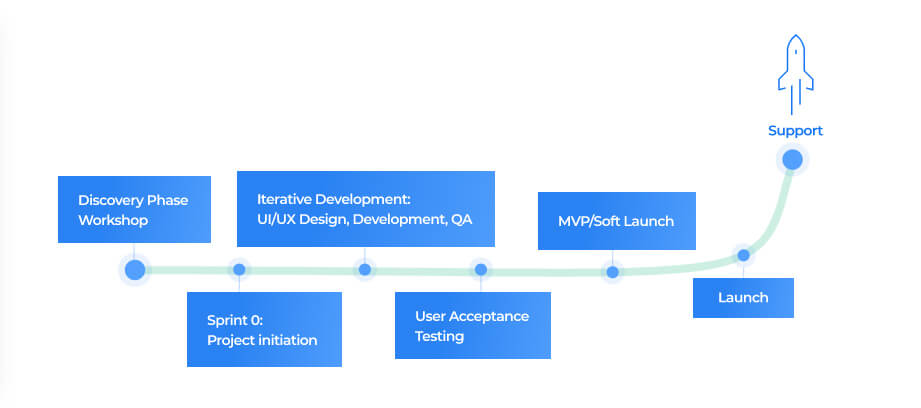 Support
Discovery Phase
Workshop
Iterative Development:
UI/UX Design, Development, QA
MVP/Soft Launch
Sprint 0:
Project initiation
User Acceptance
Testing
Launch